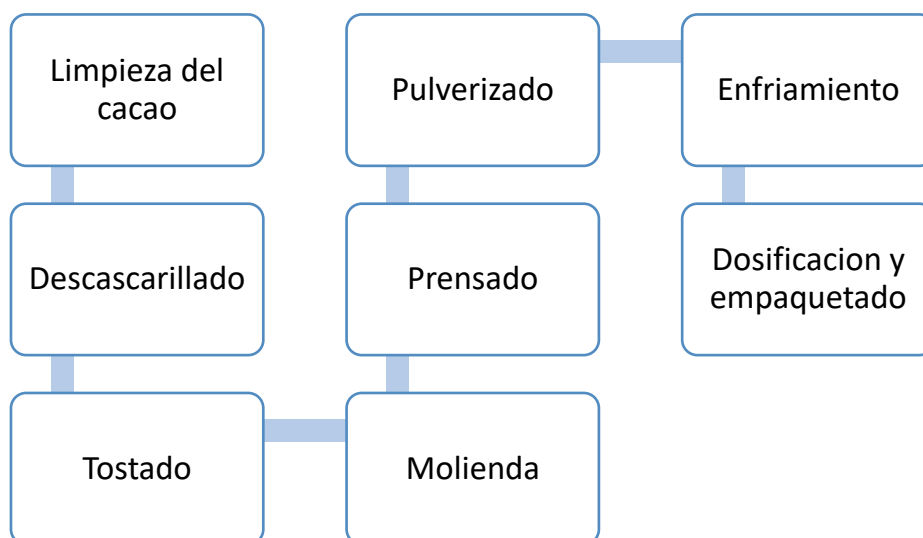 Limpieza del
cacao
Descascarillado
Tostado
Molienda
Prensado
Pulverizado
Enfriamiento
Dosificacion y
empaquetado